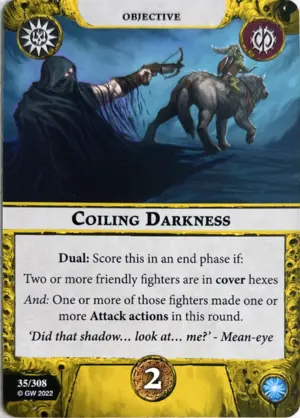 OBJECTIVE
COILING DARKNESS
Dual: Score this in an end phase if:
Two or more friendly fighters are in cover hexes
And: One or more of those fighters made one or
more Attack actions in this round.
'Did that shadow… look at… me?' - Mean-eye
35/308
© GW 2022
2